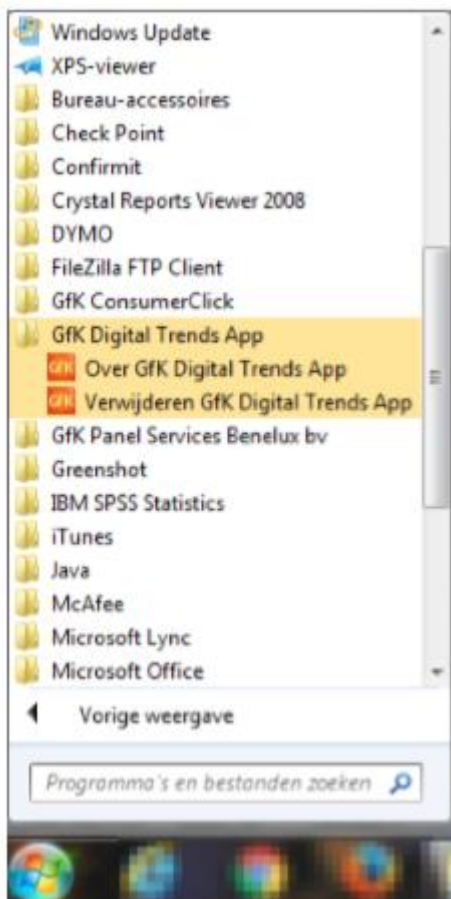 Windows Update
XPS-viewer
Bureau-accessoires
Check Point
Confirmit
Crystal Reports Viewer 2008
DYMO
FileZilla FTP Client
GfK ConsumerClick
GfK Digital Trends App
GfK Over GfK Digital Trends App
GfK Verwijderen GfK Digital Trends App
GfK Panel Services Benelux bv
Greenshot
IBM SPSS Statistics
iTunes
Java
McAfee
Microsoft Lync
Microsoft Office
Vorige weergave
Programma's en bestanden zoeken